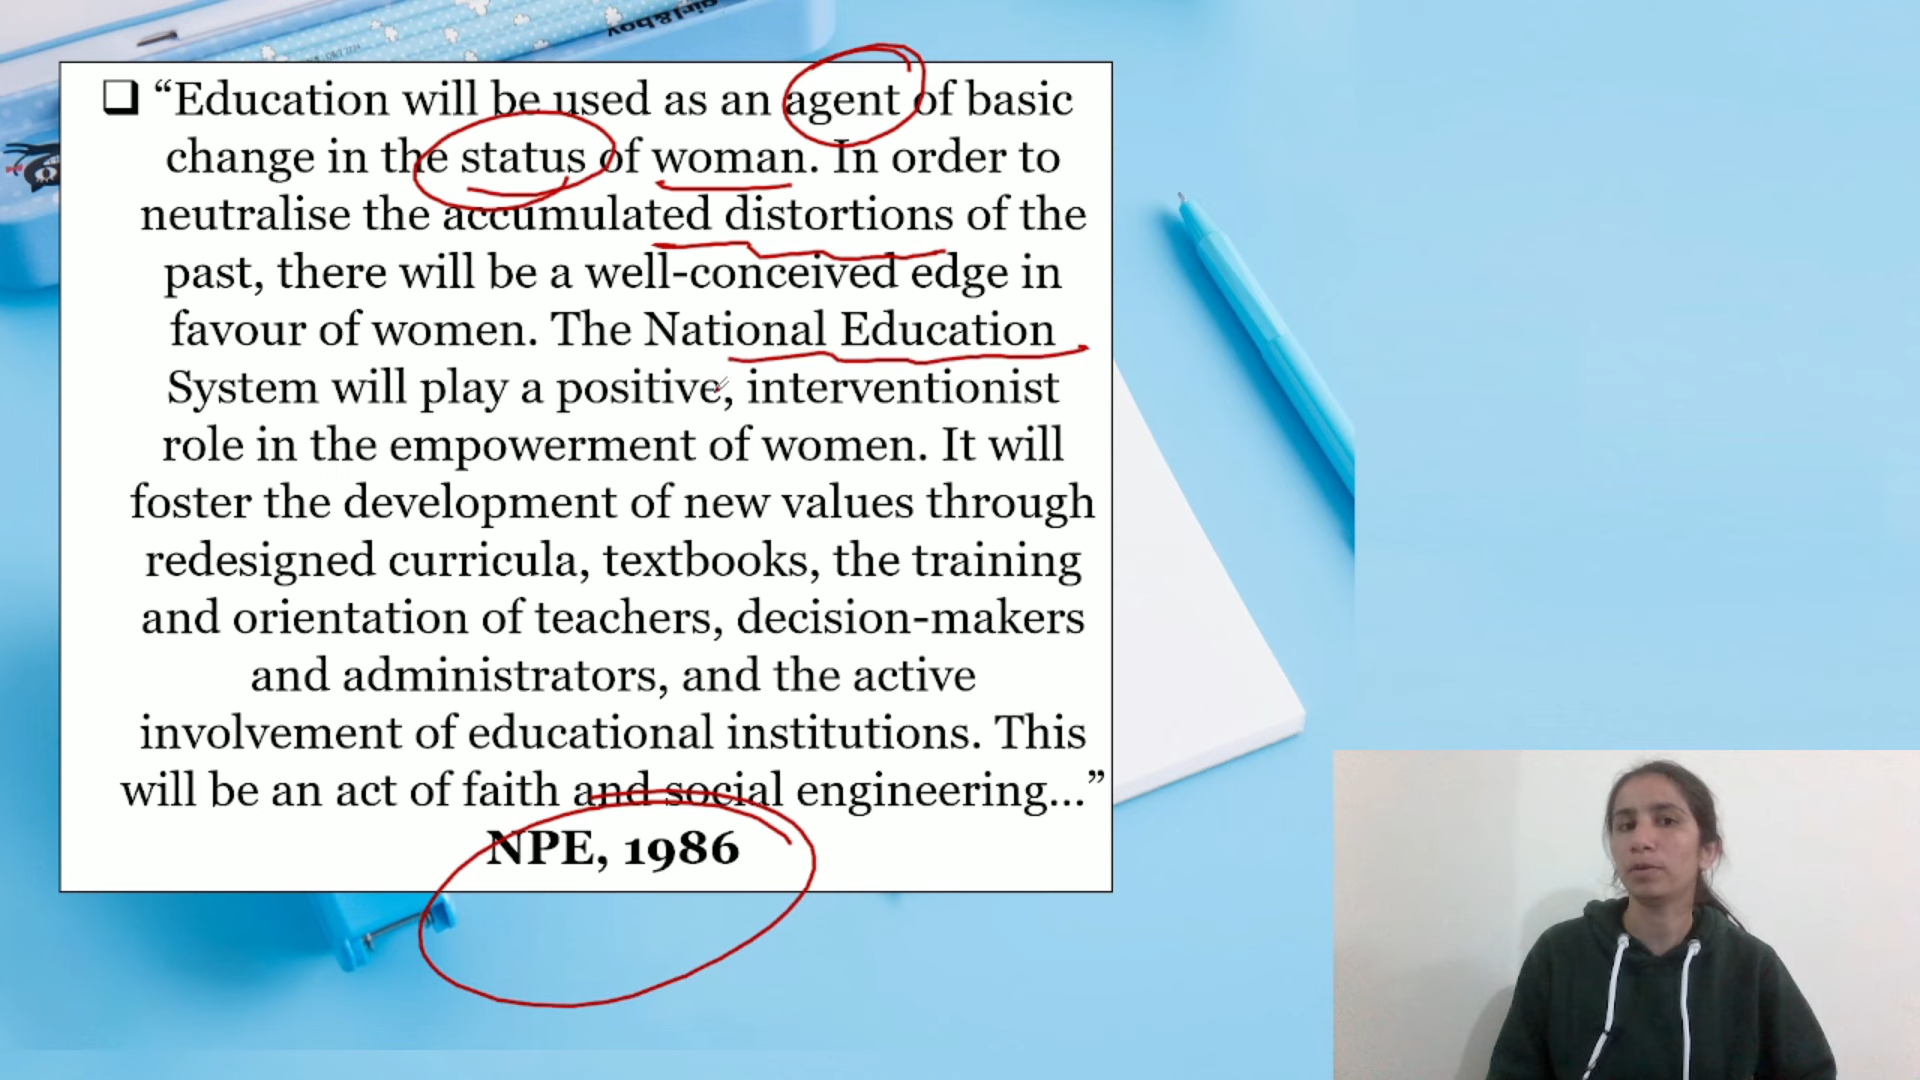 girl&boy
❑ “Education will be used as an agent of basic
change in the status of woman. In order to
neutralise the accumulated distortions of the
past, there will be a well-conceived edge in
favour of women. The National Education
System will play a positive, interventionist
role in the empowerment of women. It will
foster the development of new values through
redesigned curricula, textbooks, the training
and orientation of teachers, decision-makers
and administrators, and the active
involvement of educational institutions. This
will be an act of faith and social engineering...”
NPE, 1986